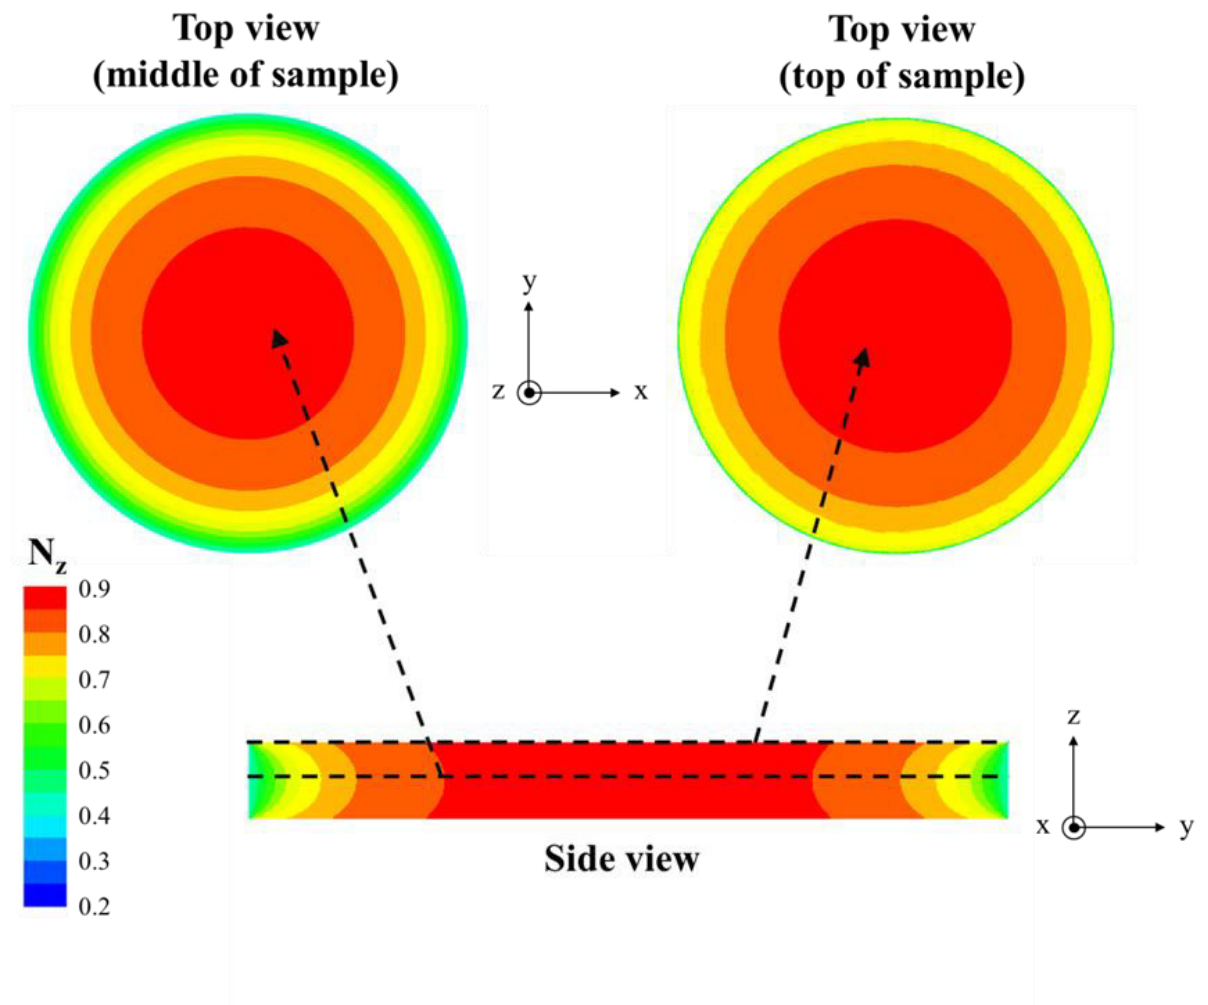 Top view
(middle of sample)
Top view
(top of sample)
y
z
x
N_z
0.9
0.8
0.7
0.6
0.5
0.4
0.3
0.2
z
x
y
Side view